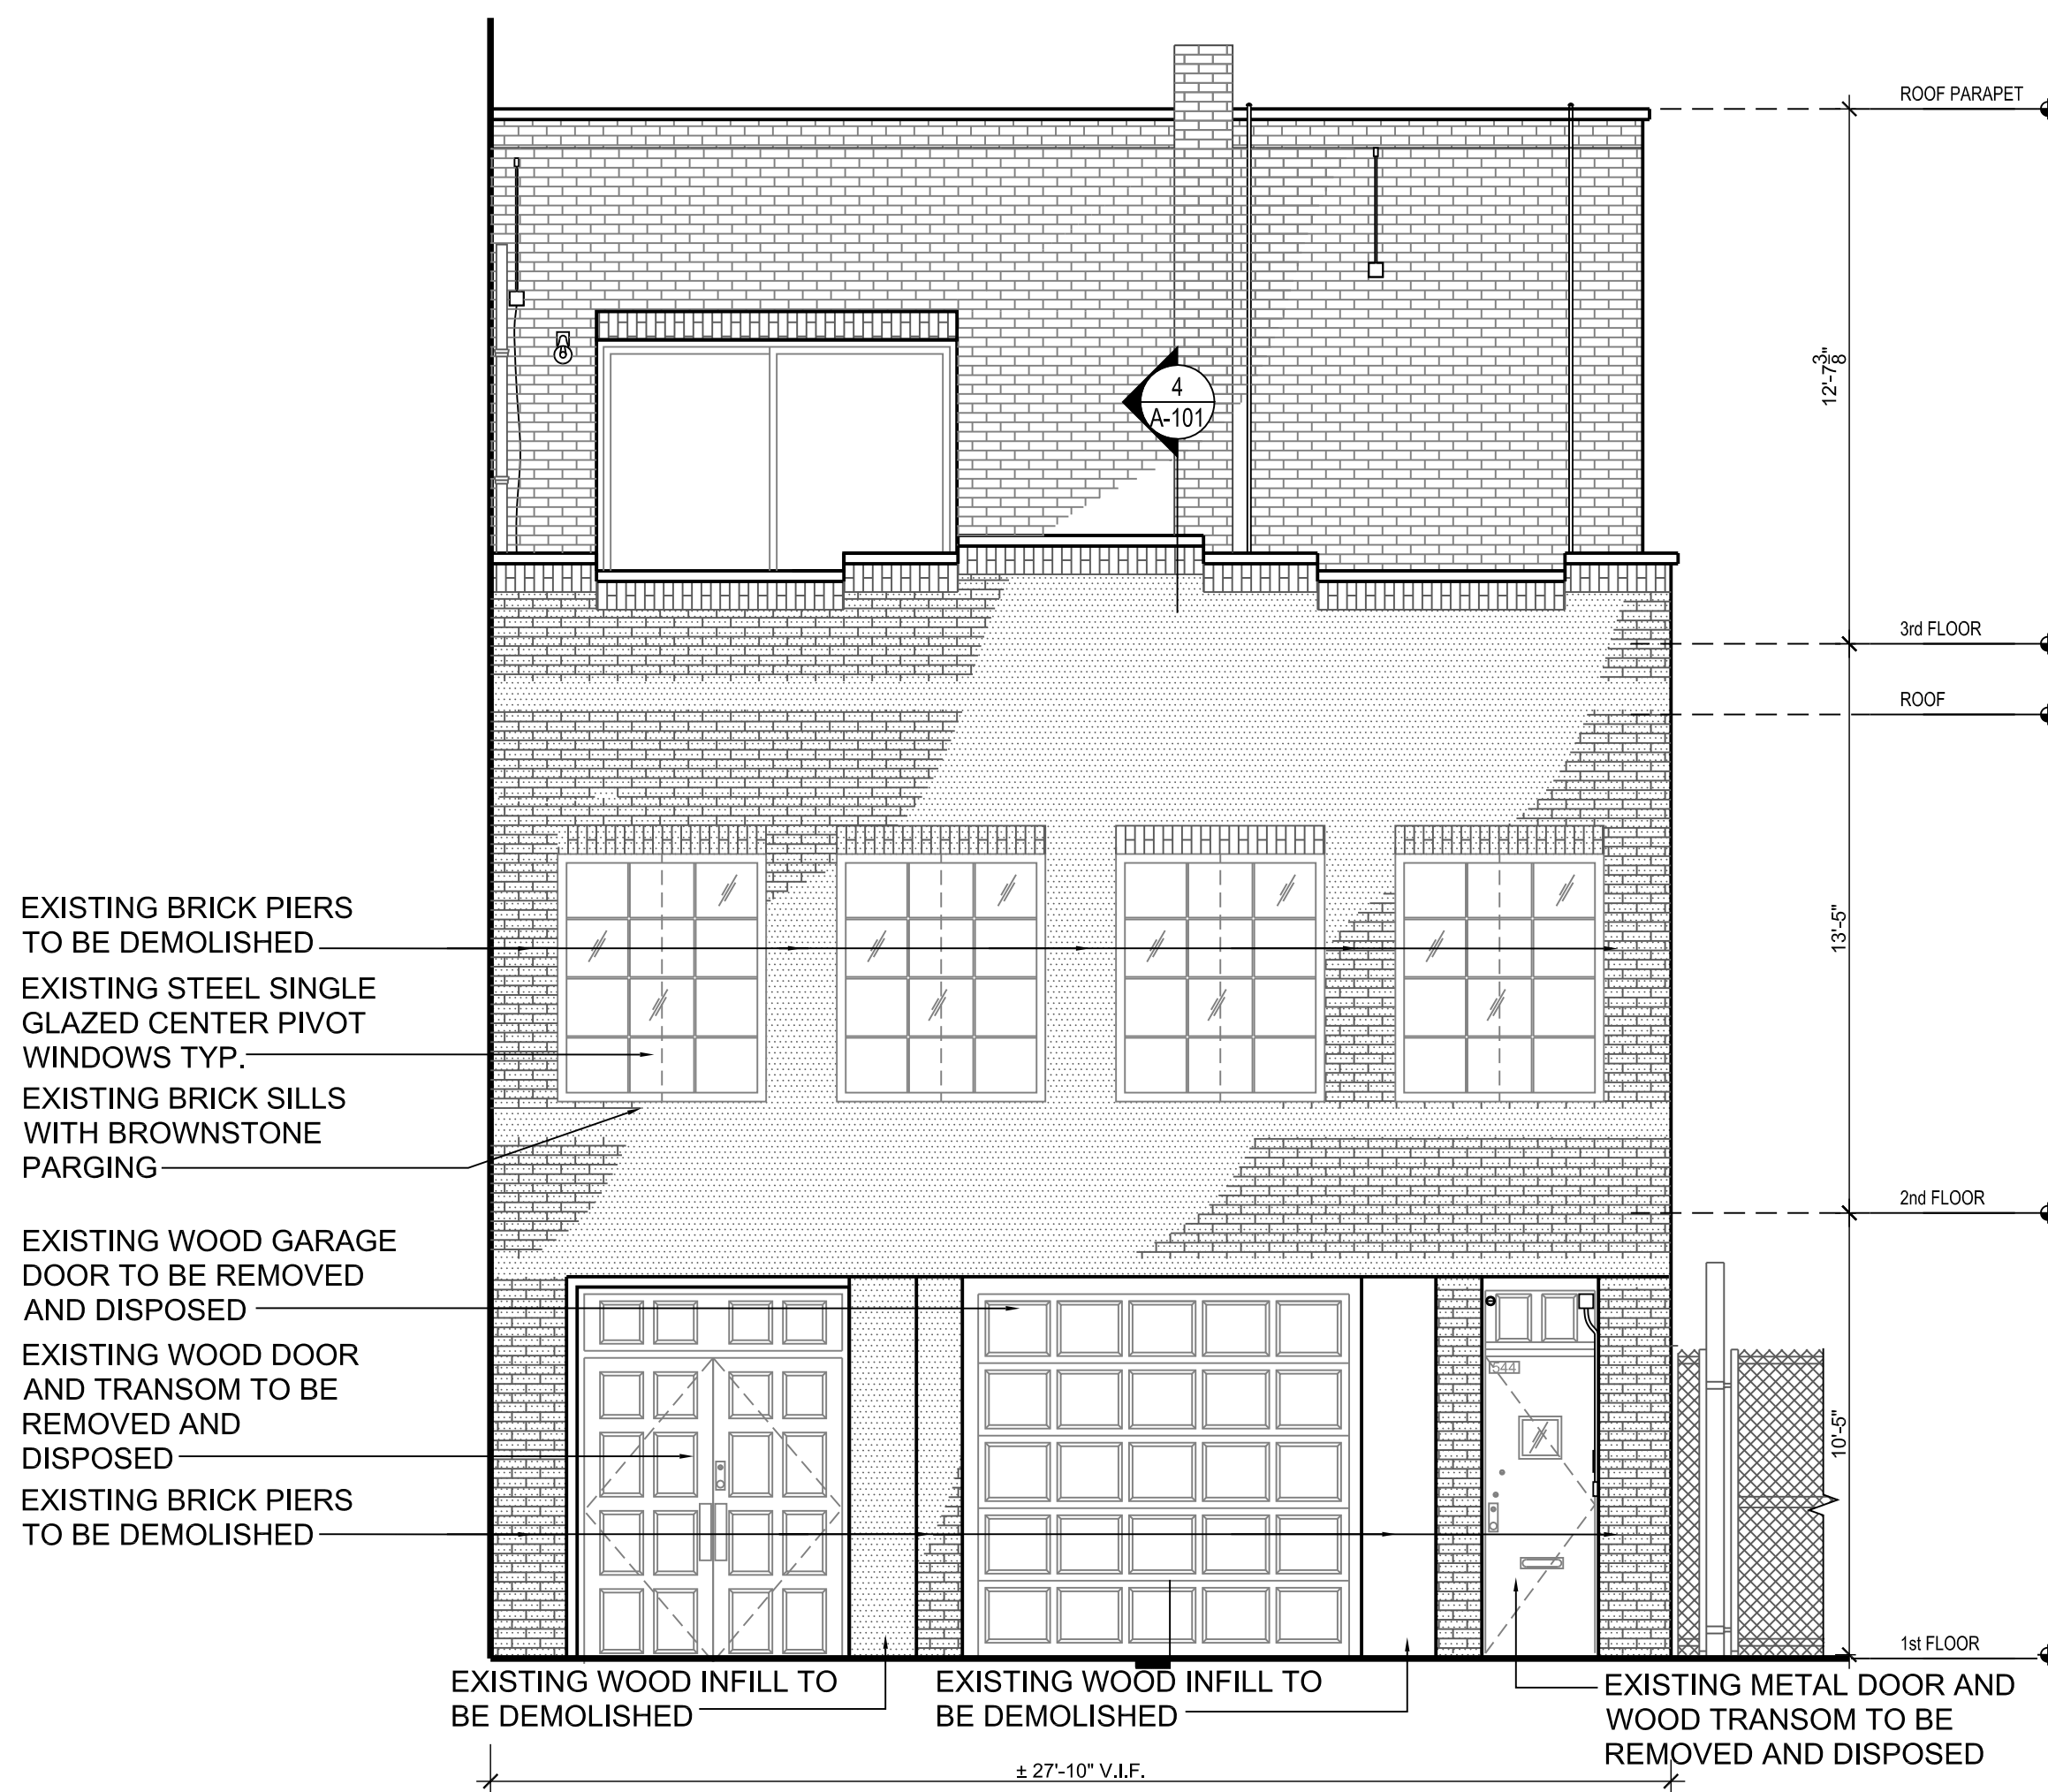 ROOF PARAPET
12'-7 3/8"
4
A-101
3rd FLOOR
ROOF
13'-5"
EXISTING BRICK PIERS
TO BE DEMOLISHED
EXISTING STEEL SINGLE
GLAZED CENTER PIVOT
WINDOWS TYP.
EXISTING BRICK SILLS
WITH BROWNSTONE
PARGING
2nd FLOOR
EXISTING WOOD GARAGE
DOOR TO BE REMOVED
AND DISPOSED
EXISTING WOOD DOOR
AND TRANSOM TO BE
REMOVED AND
DISPOSED
544
10'-5"
EXISTING BRICK PIERS
TO BE DEMOLISHED
1st FLOOR
EXISTING WOOD INFILL TO
BE DEMOLISHED
EXISTING WOOD INFILL TO
BE DEMOLISHED
EXISTING METAL DOOR AND
WOOD TRANSOM TO BE
REMOVED AND DISPOSED
± 27'-10" V.I.F.